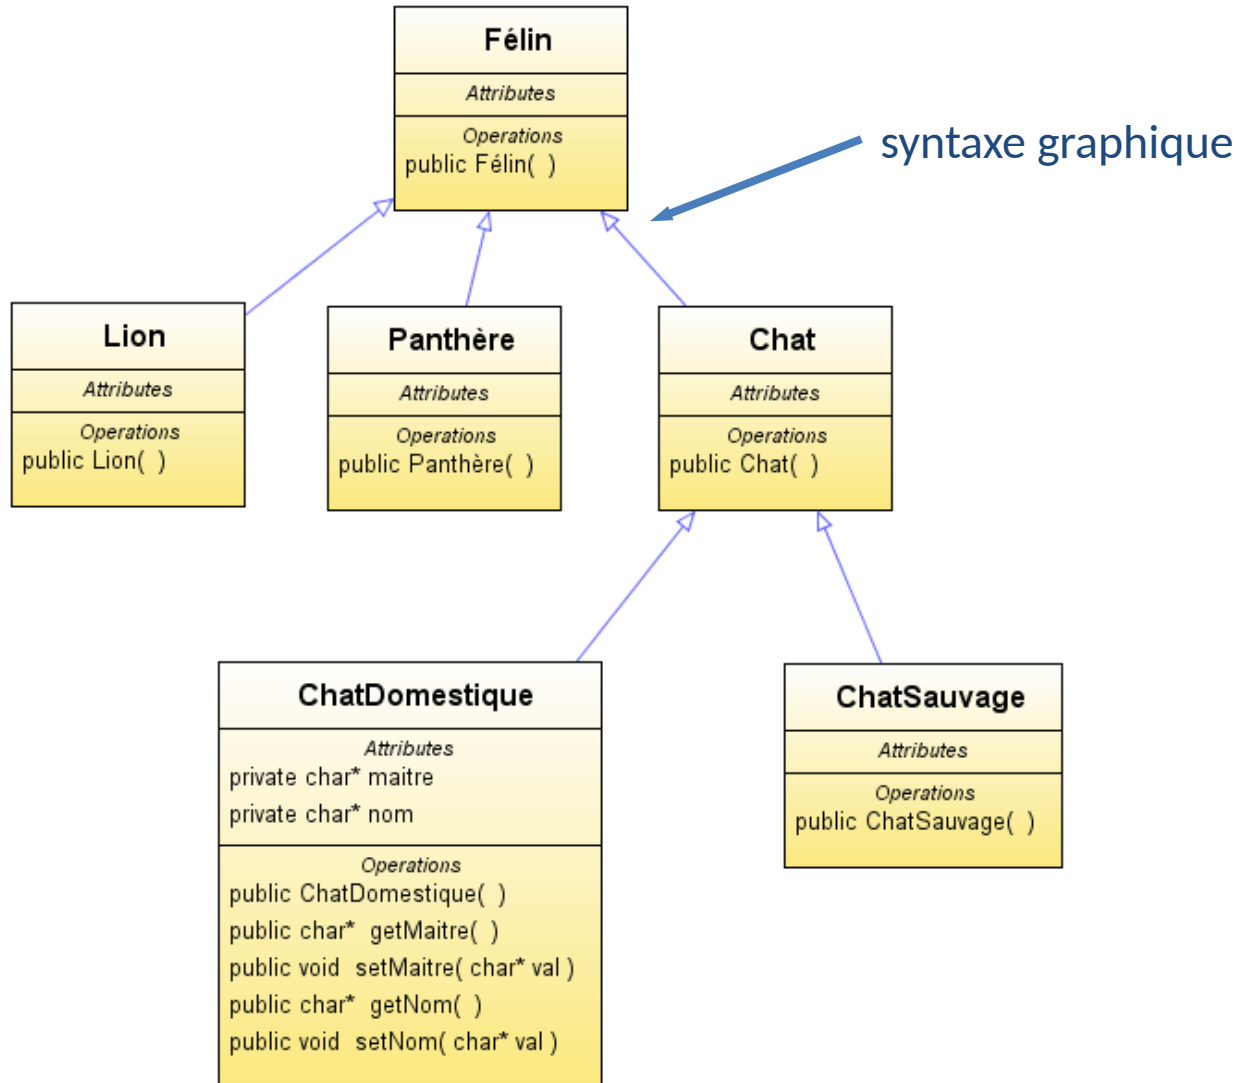 Félin
Attributes
Operations
public Félin( )
syntaxe graphique
Lion
Attributes
Operations
public Lion( )
Panthère
Attributes
Operations
public Panthère( )
Chat
Attributes
Operations
public Chat( )
ChatDomestique
Attributes
private char* maitre
private char* nom
Operations
public ChatDomestique( )
public char* getMaitre( )
public void setMaitre( char* val )
public char* getNom( )
public void setNom( char* val )
ChatSauvage
Attributes
Operations
public ChatSauvage( )